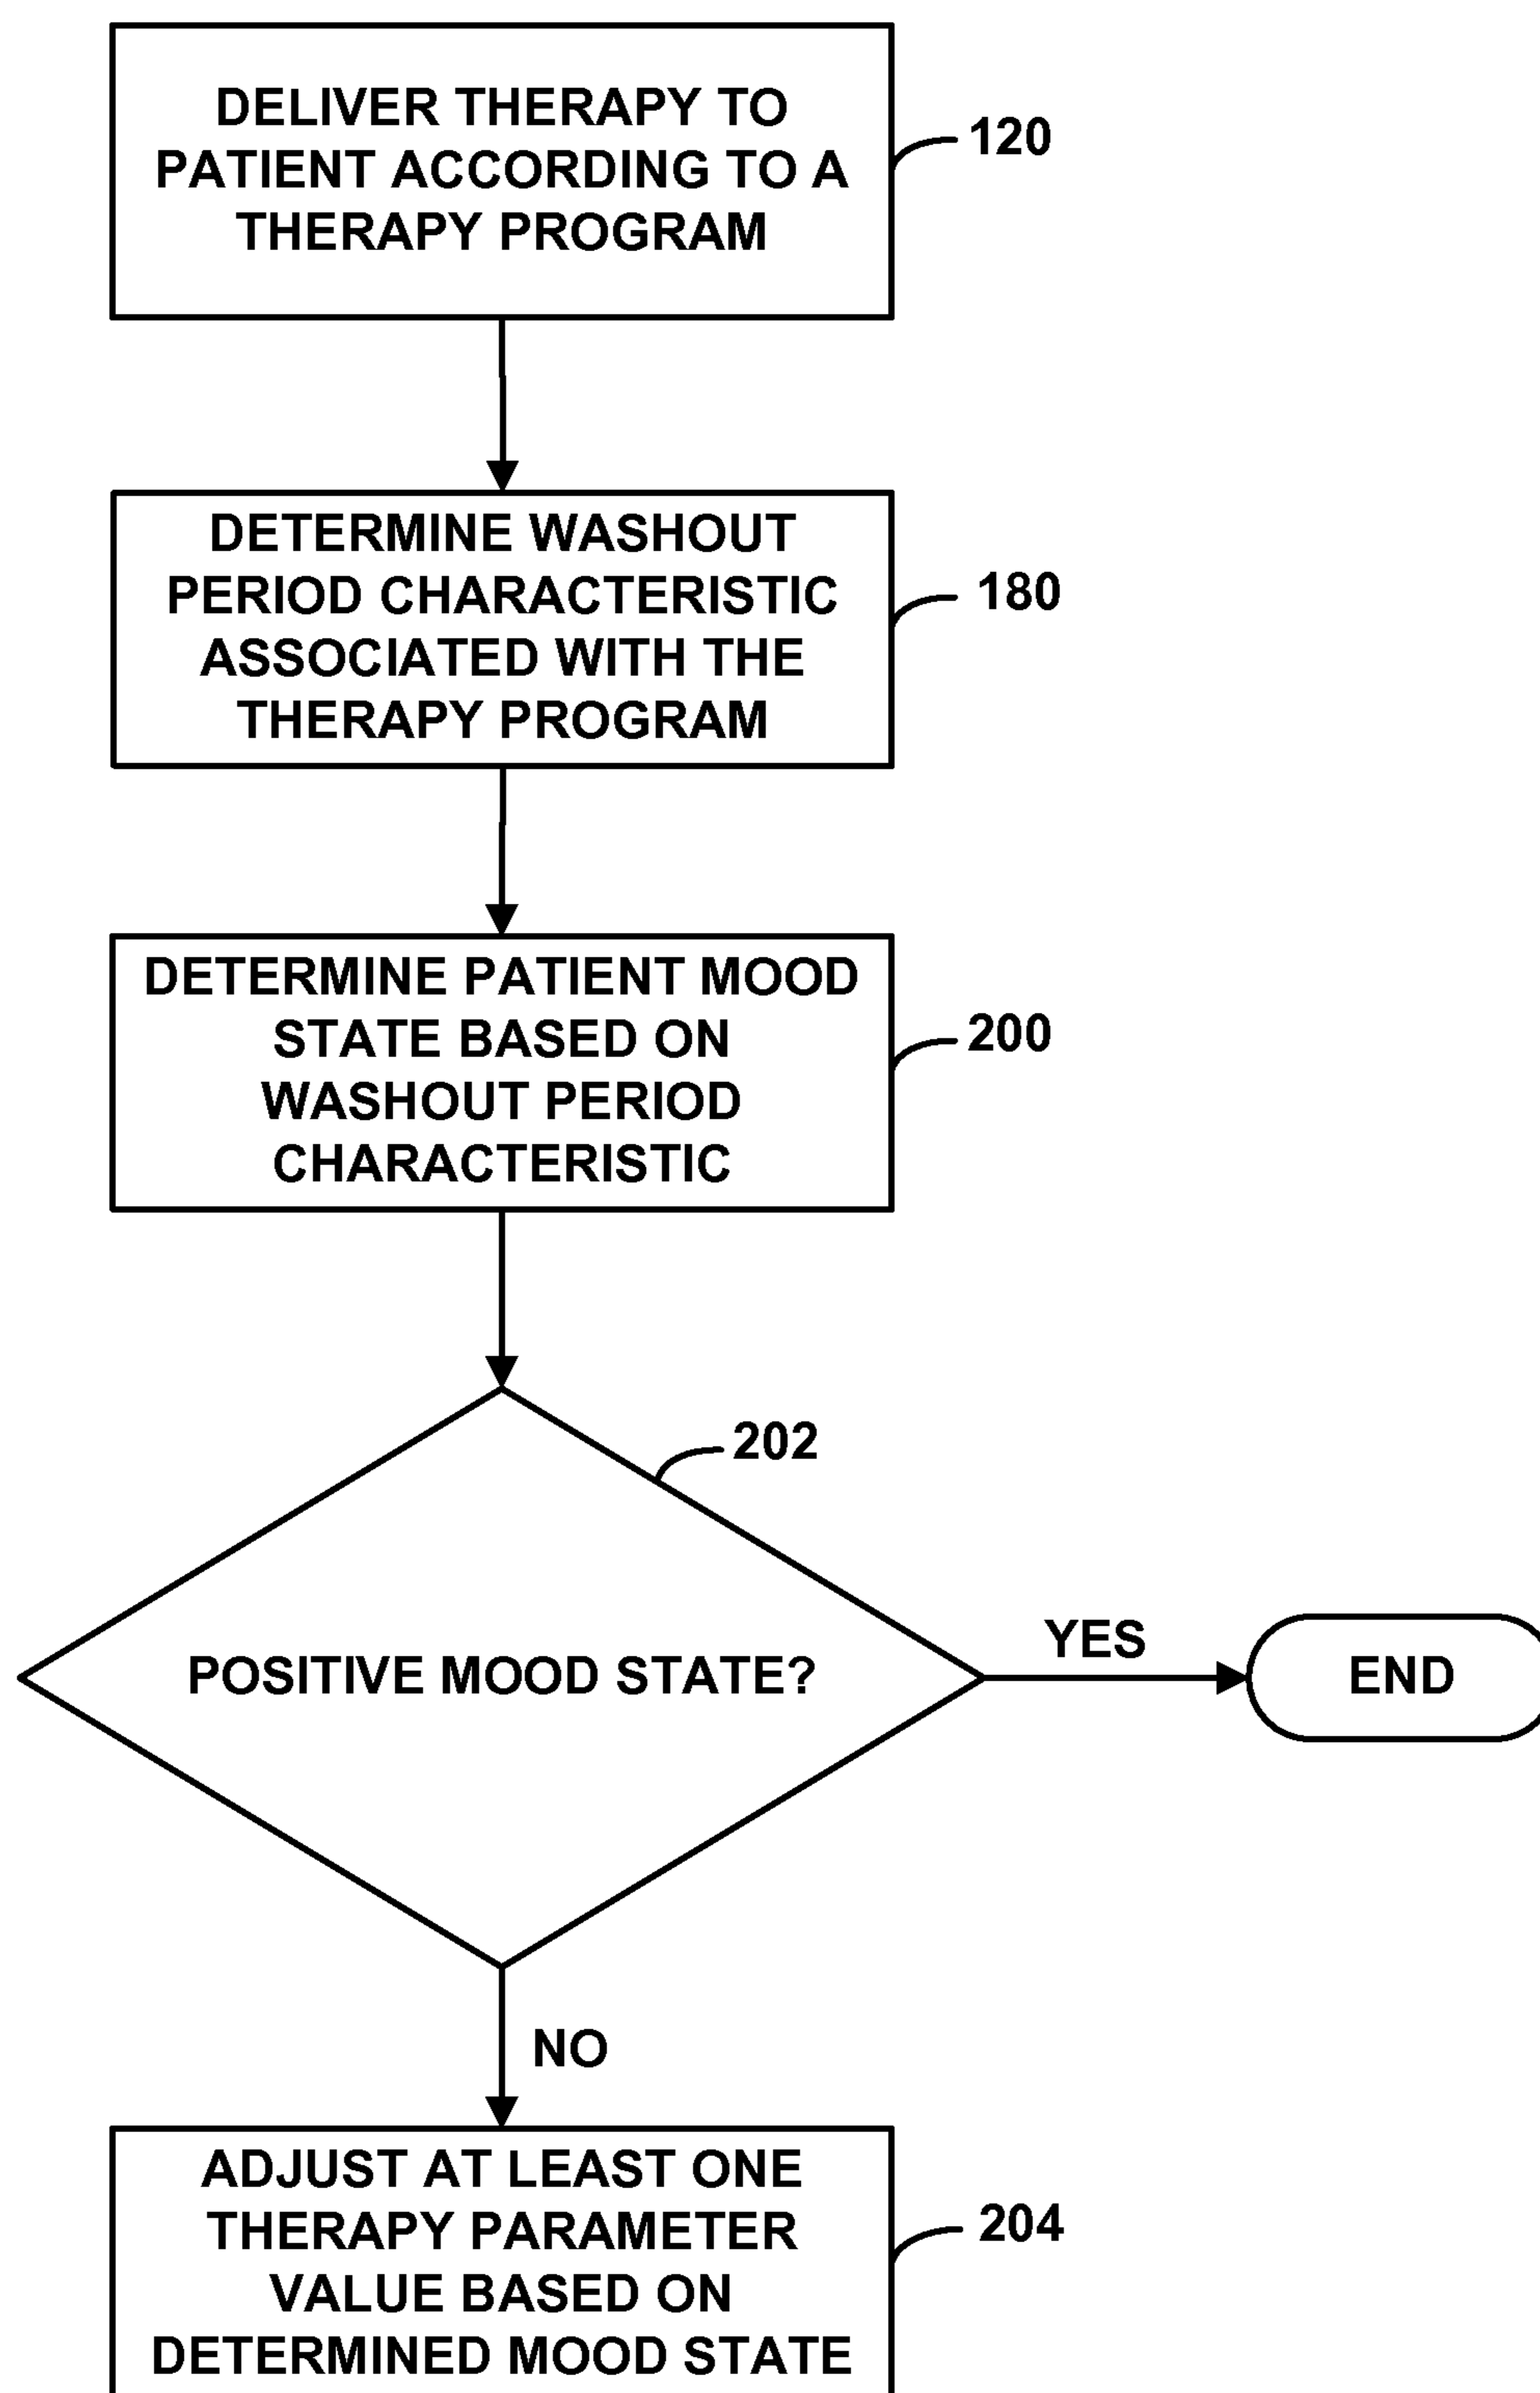 DELIVER THERAPY TO
PATIENT ACCORDING TO A
THERAPY PROGRAM
120
DETERMINE WASHOUT
PERIOD CHARACTERISTIC
ASSOCIATED WITH THE
THERAPY PROGRAM
180
DETERMINE PATIENT MOOD
STATE BASED ON
WASHOUT PERIOD
CHARACTERISTIC
200
202
POSITIVE MOOD STATE?
YES
END
NO
ADJUST AT LEAST ONE
THERAPY PARAMETER
VALUE BASED ON
DETERMINED MOOD STATE
204